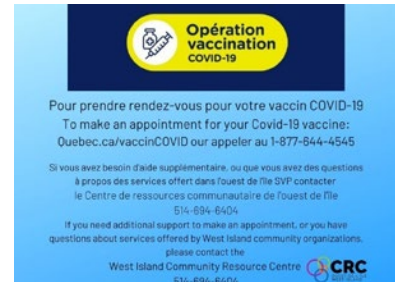 Opération
vaccination
COVID-19
Pour prendre rendez-vous pour votre vaccin COVID-19
To make an appointment for your Covid-19 vaccine:
Quebec.ca/vaccinCOVID our appeler au 1-877-644-4545
Si vous avez besoin d'aide supplémentaire, ou que vous avez des questions
à propos des services offert dans l'ouest de l'île SVP contacter
le Centre de ressources communautaire de l'ouest de l'île
514-694-6404
If you need additional support to make an appointment, or you have
questions about services offered by West Island community organizations,
please contact the
West Island Community Resource Centre
CRC
514-694-6404